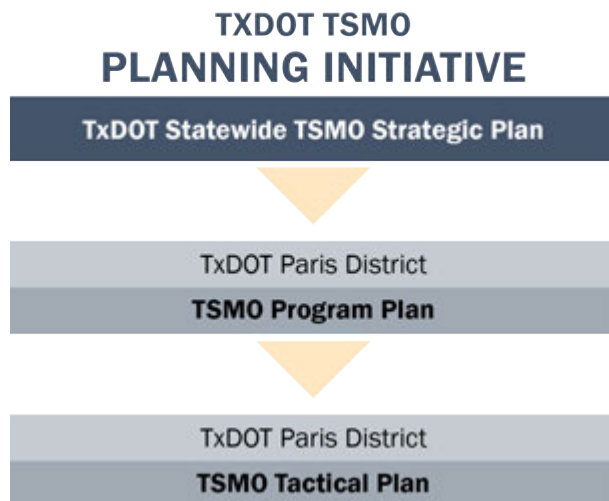 TXDOT TSMO
PLANNING INITIATIVE
TxDOT Statewide TSMO Strategic Plan
TxDOT Paris District
TSMO Program Plan
TxDOT Paris District
TSMO Tactical Plan